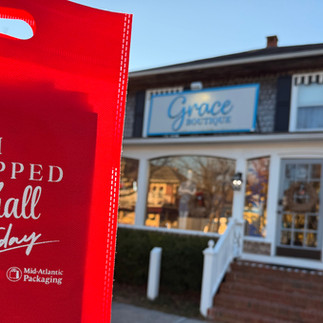 I
PPED
all
day
Mid-Atlantic
Packaging
Grace
BOUTIQUE